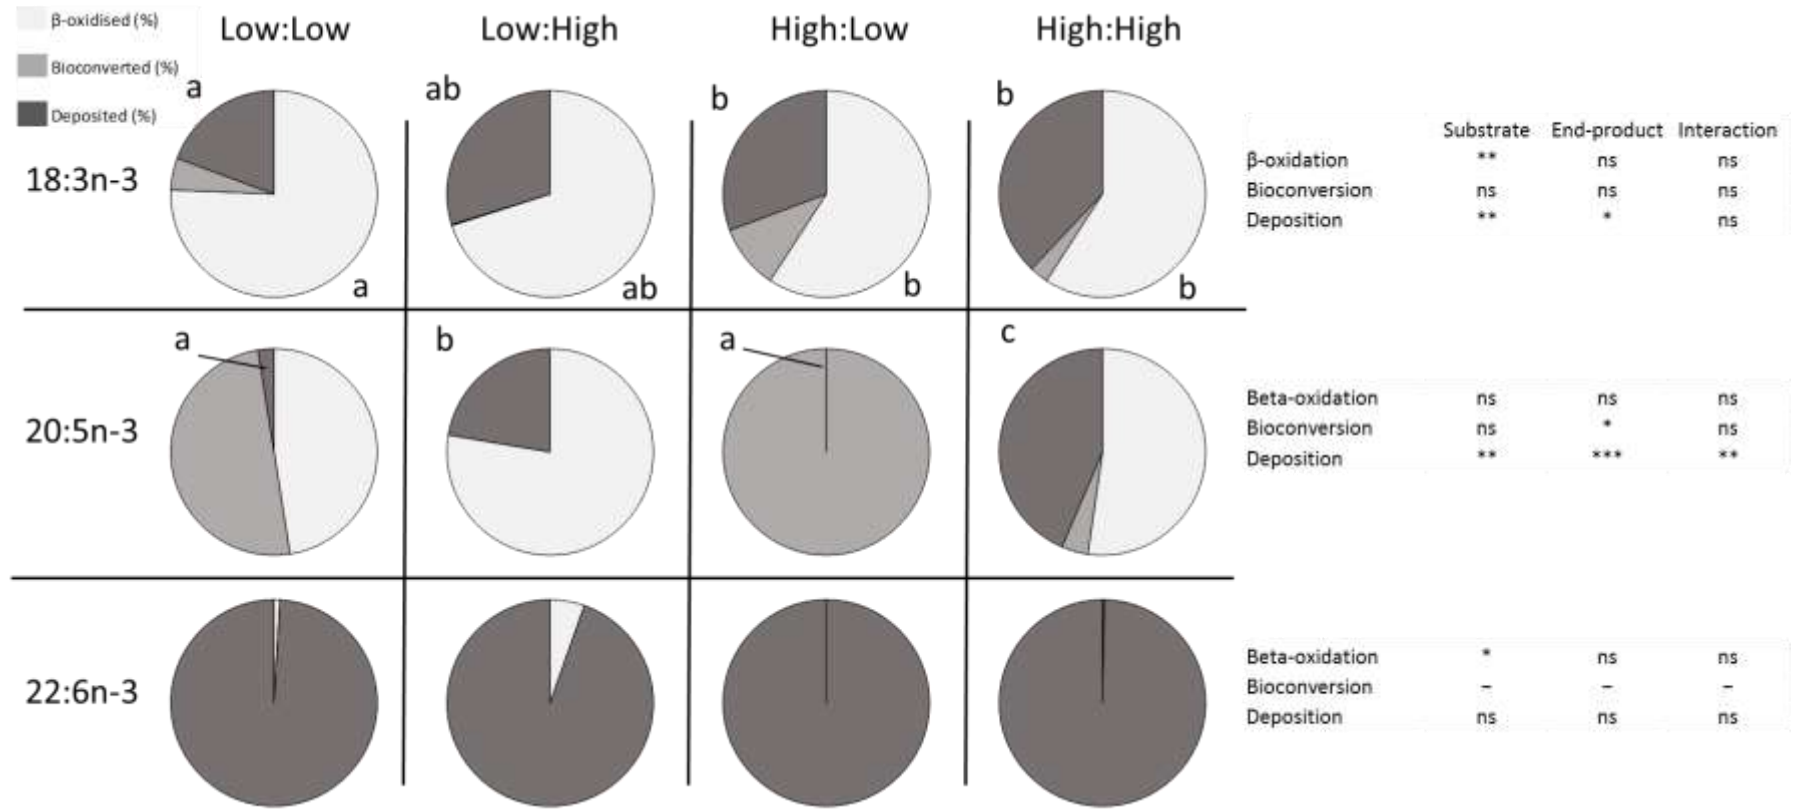 β-oxidised (%)
Bioconverted (%)
Deposited (%)
Low:Low Low:High High:Low High:High
a ab b b
18:3n-3
a ab b b
Substrate End-product Interaction
β-oxidation ** ns ns
Bioconversion ns ns ns
Deposition ** * ns
a b a c
20:5n-3
Beta-oxidation ns ns ns
Bioconversion ns * ns
Deposition ** *** **
22:6n-3
Beta-oxidation * ns ns
Bioconversion – – –
Deposition ns ns ns